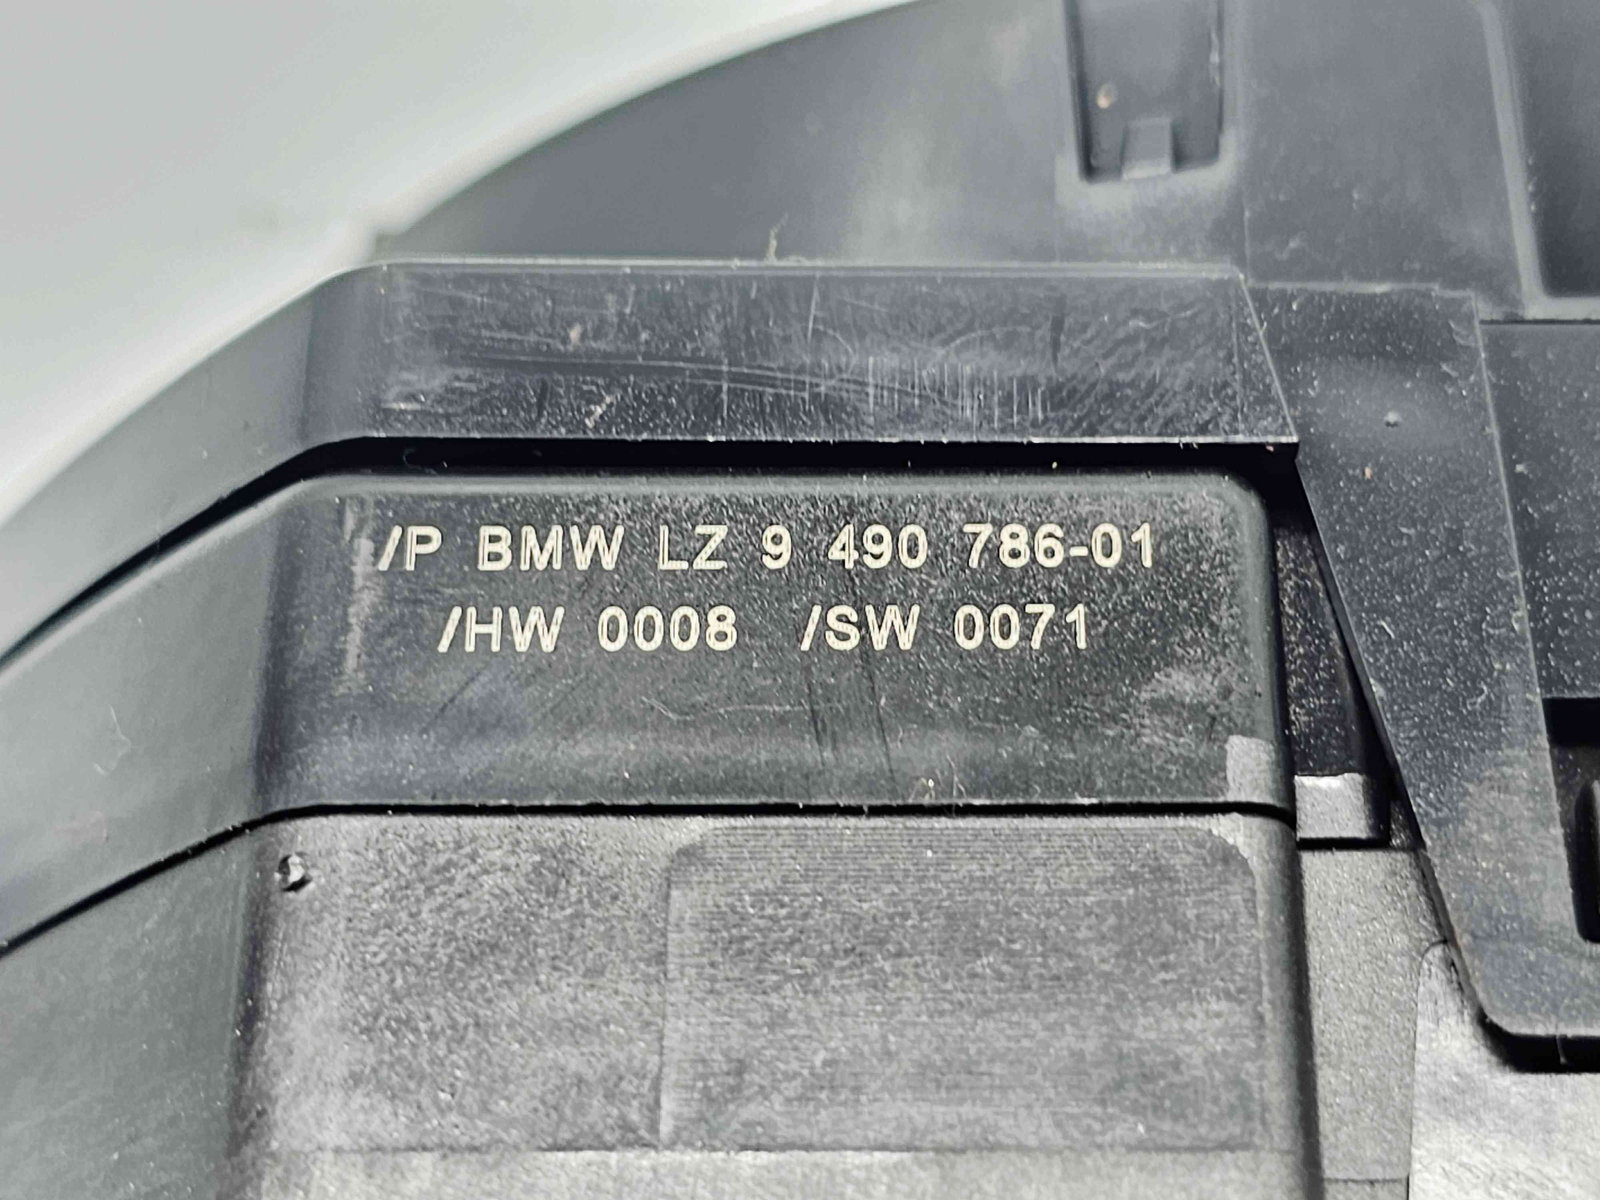 /P BMW LZ 9 490 786-01
/HW 0008 /SW 0071